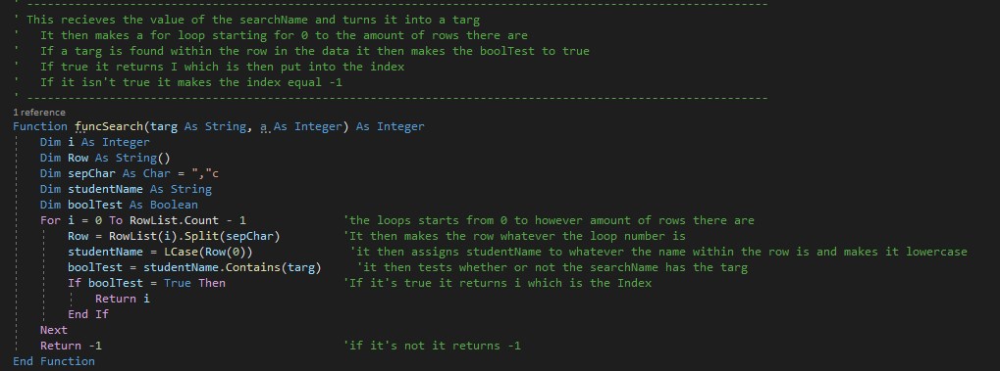 ' ------------------------------------------------------------------------------------------------------------
' This recieves the value of the searchName and turns it into a targ
'   It then makes a for loop starting for 0 to the amount of rows there are
'   If a targ is found within the row in the data it then makes the boolTest to true
'   If true it returns I which is then put into the index
'   If it isn't true it makes the index equal -1
' ------------------------------------------------------------------------------------------------------------
1 reference
Function funcSearch(targ As String, a As Integer) As Integer
    Dim i As Integer
    Dim Row As String()
    Dim sepChar As Char = ","c
    Dim studentName As String
    Dim boolTest As Boolean
    For i = 0 To RowList.Count - 1              'the loops starts from 0 to however amount of rows there are
        Row = RowList(i).Split(sepChar)         'It then makes the row whatever the loop number is
        studentName = LCase(Row(0))              'it then assigns studentName to whatever the name within the row is and makes it lowercase
        boolTest = studentName.Contains(targ)     'it then tests whether or not the searchName has the targ
        If boolTest = True Then                 'If it's true it returns i which is the Index
            Return i
        End If
    Next
    Return -1                                   'if it's not it returns -1
End Function